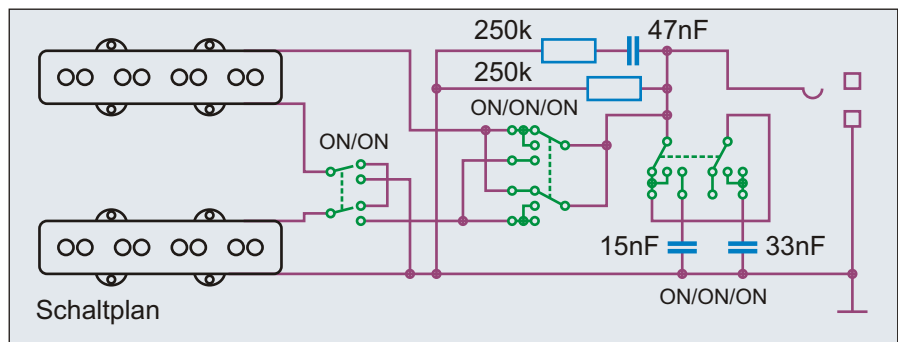 250k
47nF
250k
ON/ON/ON
ON/ON
15nF
33nF
ON/ON/ON
Schaltplan